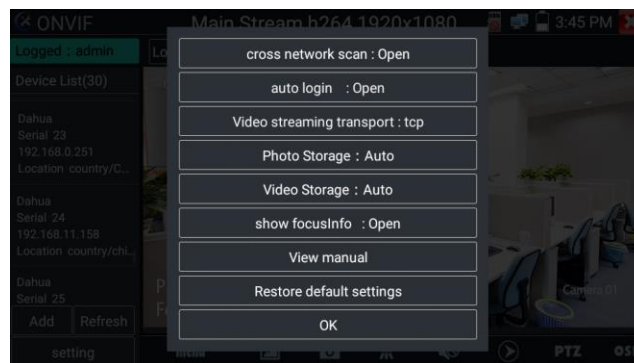 ONVIF
Main Stream h264 1920x1080
3:45 PM
Logged : admin
Lo
Device List(30)
Dahua
Serial 23
192.168.0.251
Location country/C...
Dahua
Serial 24
192.168.11.158
Location country/chi...
Dahua
Serial 25
Add
Refresh
setting
cross network scan : Open
auto login : Open
Video streaming transport : tcp
Photo Storage : Auto
Video Storage : Auto
show focusInfo : Open
View manual
Restore default settings
OK
Camera 01
PTZ